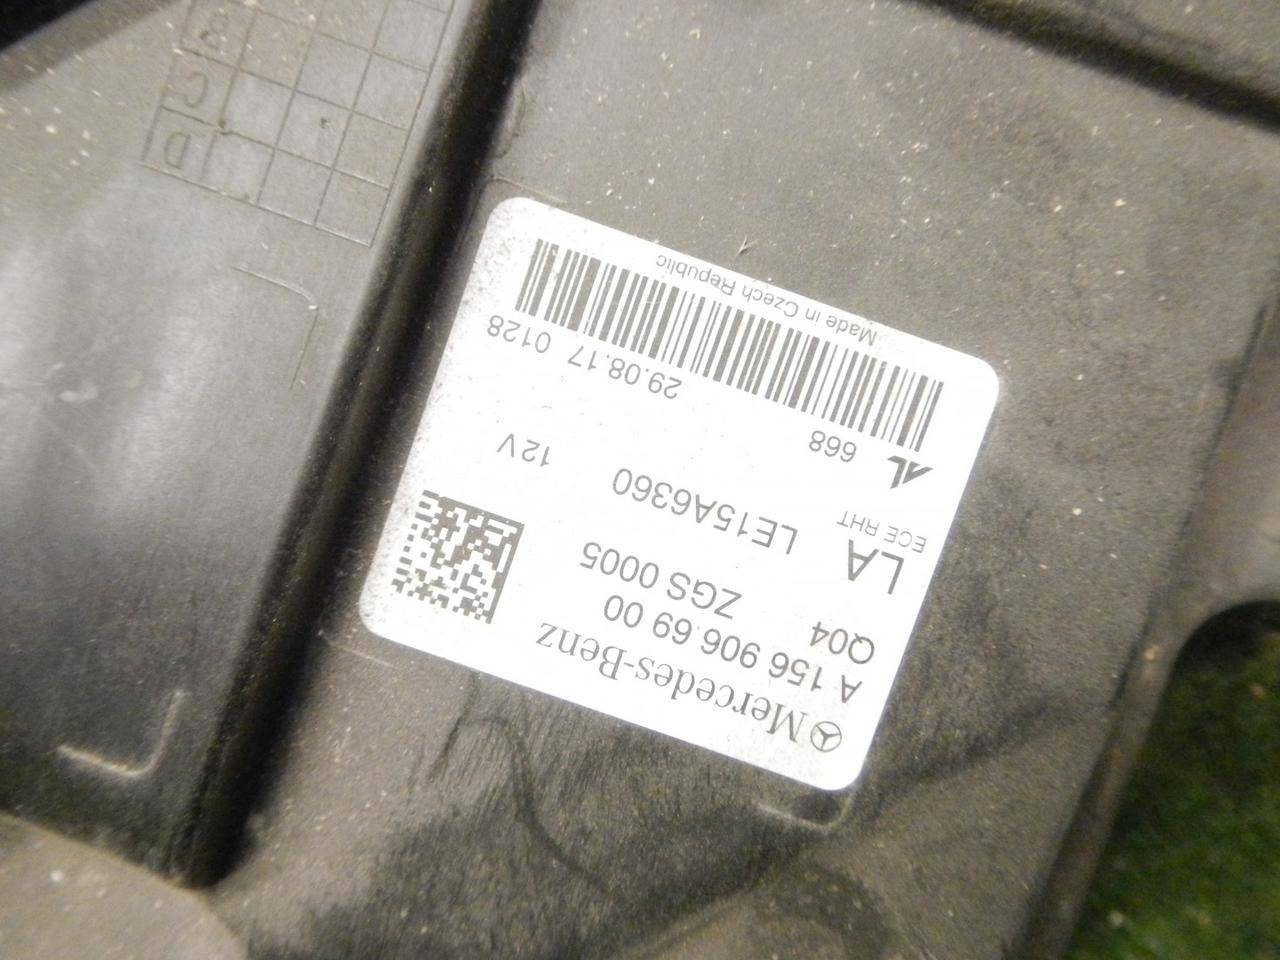 Mercedes-Benz
A 156 906 69 00
Q04 ZGS 0005
LA
ECE RHT
LE15A6360 12V
AL 668
29.08.17 0128
Made in Czech Republic
D
C
B